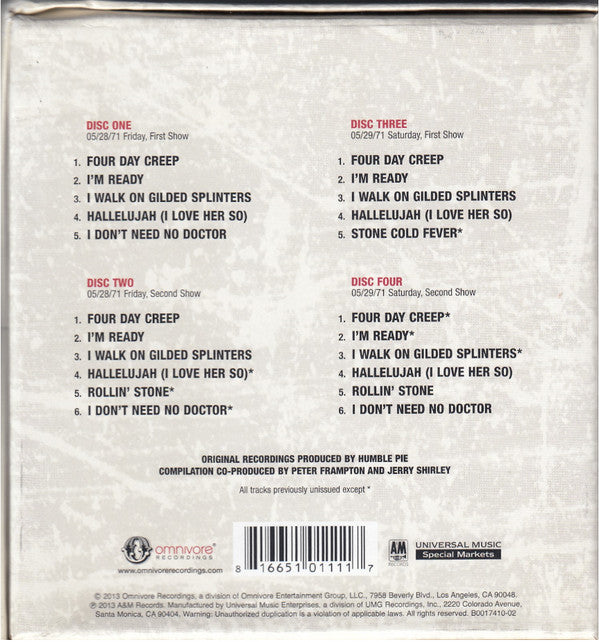 DISC ONE
05/28/71 Friday, First Show
1. FOUR DAY CREEP
2. I'M READY
3. I WALK ON GILDED SPLINTERS
4. HALLELUJAH (I LOVE HER SO)
5. I DON'T NEED NO DOCTOR
DISC TWO
05/28/71 Friday, Second Show
1. FOUR DAY CREEP
2. I'M READY
3. I WALK ON GILDED SPLINTERS
4. HALLELUJAH (I LOVE HER SO)*
5. ROLLIN' STONE*
6. I DON'T NEED NO DOCTOR*
DISC THREE
05/29/71 Saturday, First Show
1. FOUR DAY CREEP
2. I'M READY
3. I WALK ON GILDED SPLINTERS
4. HALLELUJAH (I LOVE HER SO)
5. STONE COLD FEVER*
DISC FOUR
05/29/71 Saturday, Second Show
1. FOUR DAY CREEP*
2. I'M READY*
3. I WALK ON GILDED SPLINTERS*
4. HALLELUJAH (I LOVE HER SO)
5. ROLLIN' STONE
6. I DON'T NEED NO DOCTOR
ORIGINAL RECORDINGS PRODUCED BY HUMBLE PIE
COMPILATION CO-PRODUCED BY PETER FRAMPTON AND JERRY SHIRLEY
All tracks previously unissued except *
omnivore®
RECORDINGS
www.omnivorerecordings.com
8 16651 01111 7
A&M
RECORDS
UNIVERSAL MUSIC
Special Markets
© 2013 Omnivore Recordings, a division of Omnivore Entertainment Group, LLC., 7958 Beverly Blvd., Los Angeles, CA 90048.
℗ 2013 A&M Records. Manufactured by Universal Music Enterprises, a division of UMG Recordings, Inc., 2220 Colorado Avenue,
Santa Monica, CA 90404. Warning: Unauthorized duplication is a violation of applicable laws. All rights reserved. B0017410-02